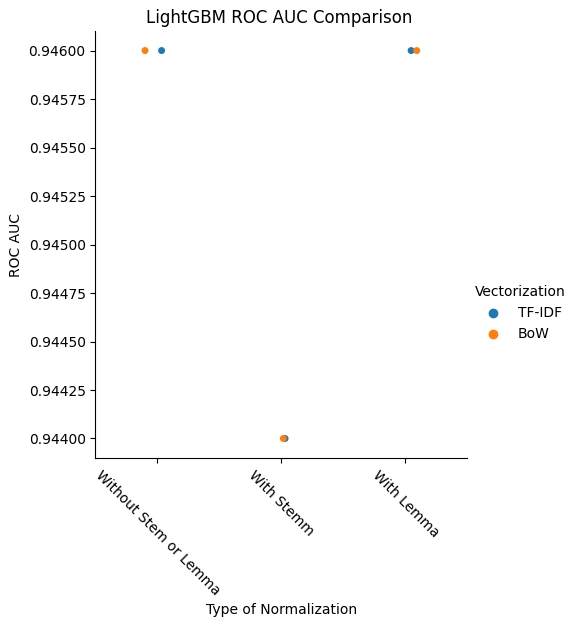 LightGBM ROC AUC Comparison
0.94600
0.94575
0.94550
0.94525
0.94500
0.94475
0.94450
0.94425
0.94400
ROC AUC
Without Stem or Lemma
With Stemm
With Lemma
Type of Normalization
Vectorization
TF-IDF
BoW